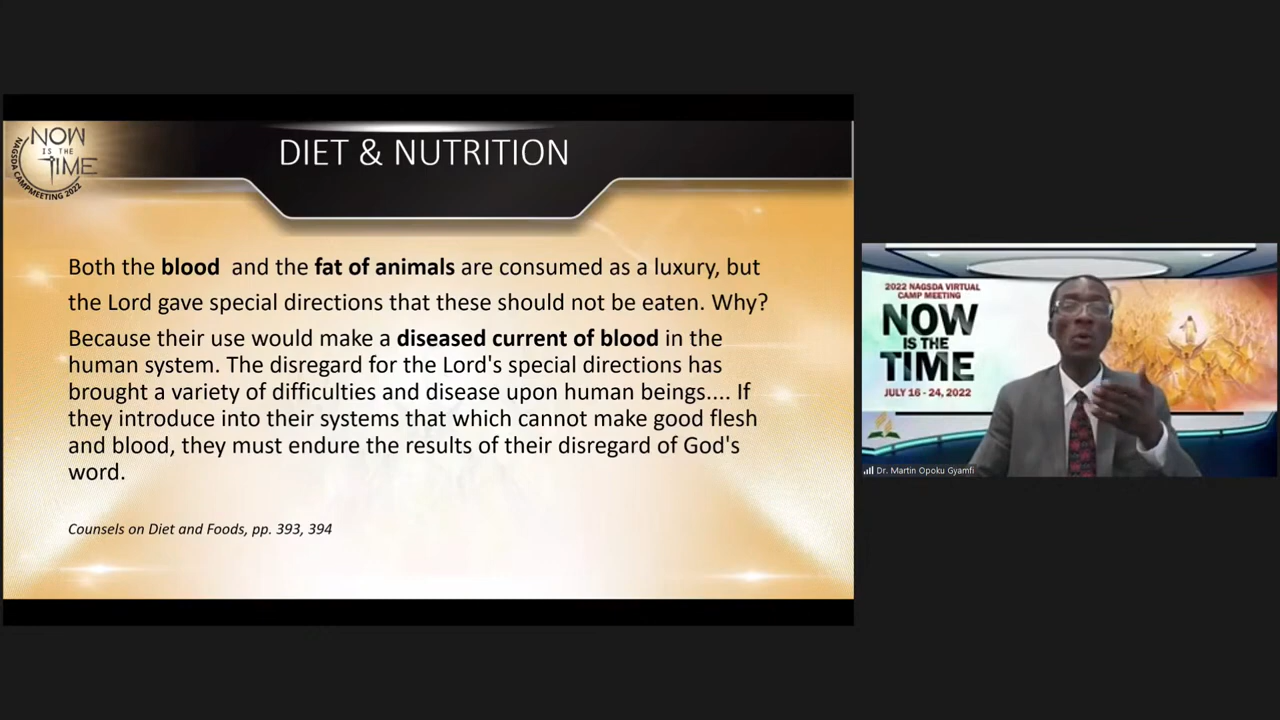 NOW
IS THE
TIME
NAGSDA CAMPMEETING 2022
DIET & NUTRITION
Both the blood and the fat of animals are consumed as a luxury, but
the Lord gave special directions that these should not be eaten. Why?
Because their use would make a diseased current of blood in the
human system. The disregard for the Lord's special directions has
brought a variety of difficulties and disease upon human beings.... If
they introduce into their systems that which cannot make good flesh
and blood, they must endure the results of their disregard of God's
word.
Counsels on Diet and Foods, pp. 393, 394
2022 NAGSDA VIRTUAL
CAMP MEETING
NOW
IS THE
TIME
JULY 16 - 24, 2022
Dr. Martin Opoku Gyamfi